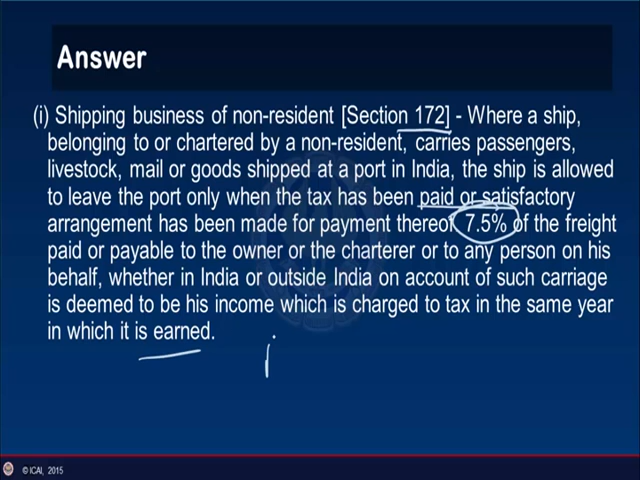 Answer
(i) Shipping business of non-resident [Section 172] - Where a ship,
belonging to or chartered by a non-resident, carries passengers,
livestock, mail or goods shipped at a port in India, the ship is allowed
to leave the port only when the tax has been paid or satisfactory
arrangement has been made for payment thereof 7.5% of the freight
paid or payable to the owner or the charterer or to any person on his
behalf, whether in India or outside India on account of such carriage
is deemed to be his income which is charged to tax in the same year
in which it is earned.
© ICAI, 2015